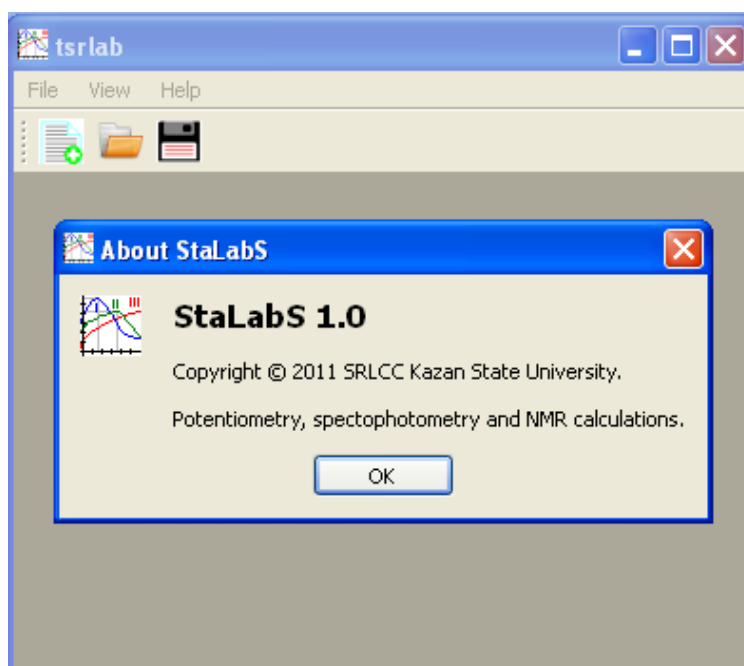 tsrlab
File View Help
About StaLabS
StaLabS 1.0
Copyright © 2011 SRLCC Kazan State University.
Potentiometry, spectophotometry and NMR calculations.
OK